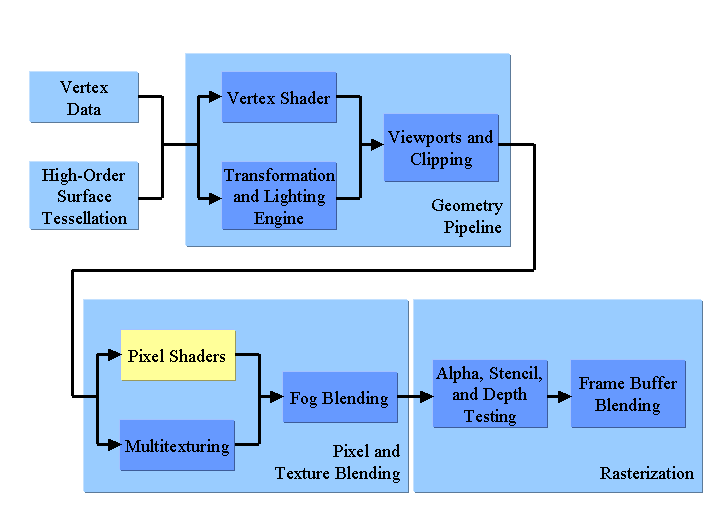 Vertex
Data
High-Order
Surface
Tessellation
Vertex Shader
Transformation
and Lighting
Engine
Viewports and
Clipping
Geometry
Pipeline
Pixel Shaders
Multitexturing
Fog Blending
Pixel and
Texture Blending
Alpha, Stencil,
and Depth
Testing
Frame Buffer
Blending
Rasterization